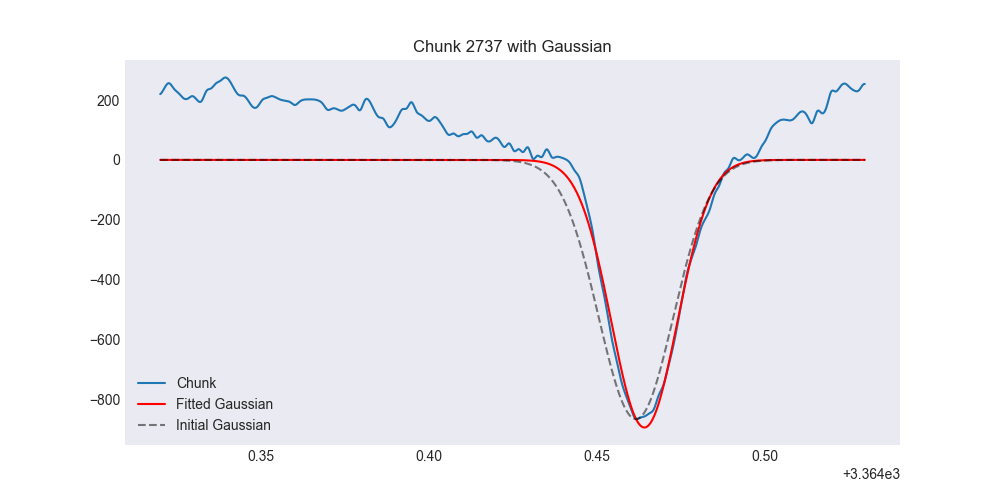 Chunk 2737 with Gaussian
200
0
−200
−400
−600
−800
Chunk
Fitted Gaussian
Initial Gaussian
0.35 0.40 0.45 0.50
+3.364e3